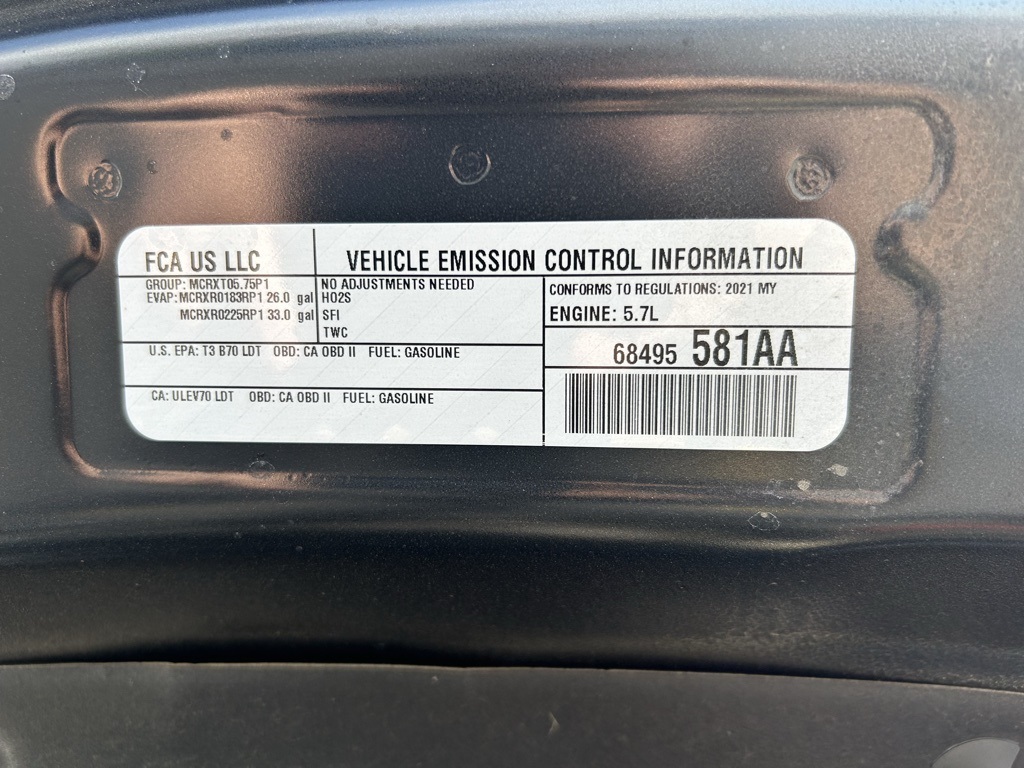 FCA US LLC
VEHICLE EMISSION CONTROL INFORMATION
GROUP: MCRXT05.75P1
EVAP: MCRXR0183RP1 26.0 gal
MCRXR0225RP1 33.0 gal
NO ADJUSTMENTS NEEDED
HO2S
SFI
TWC
CONFORMS TO REGULATIONS: 2021 MY
ENGINE: 5.7L
68495 581AA
U.S. EPA: T3 B70 LDT OBD: CA OBD II FUEL: GASOLINE
CA: ULEV70 LDT OBD: CA OBD II FUEL: GASOLINE